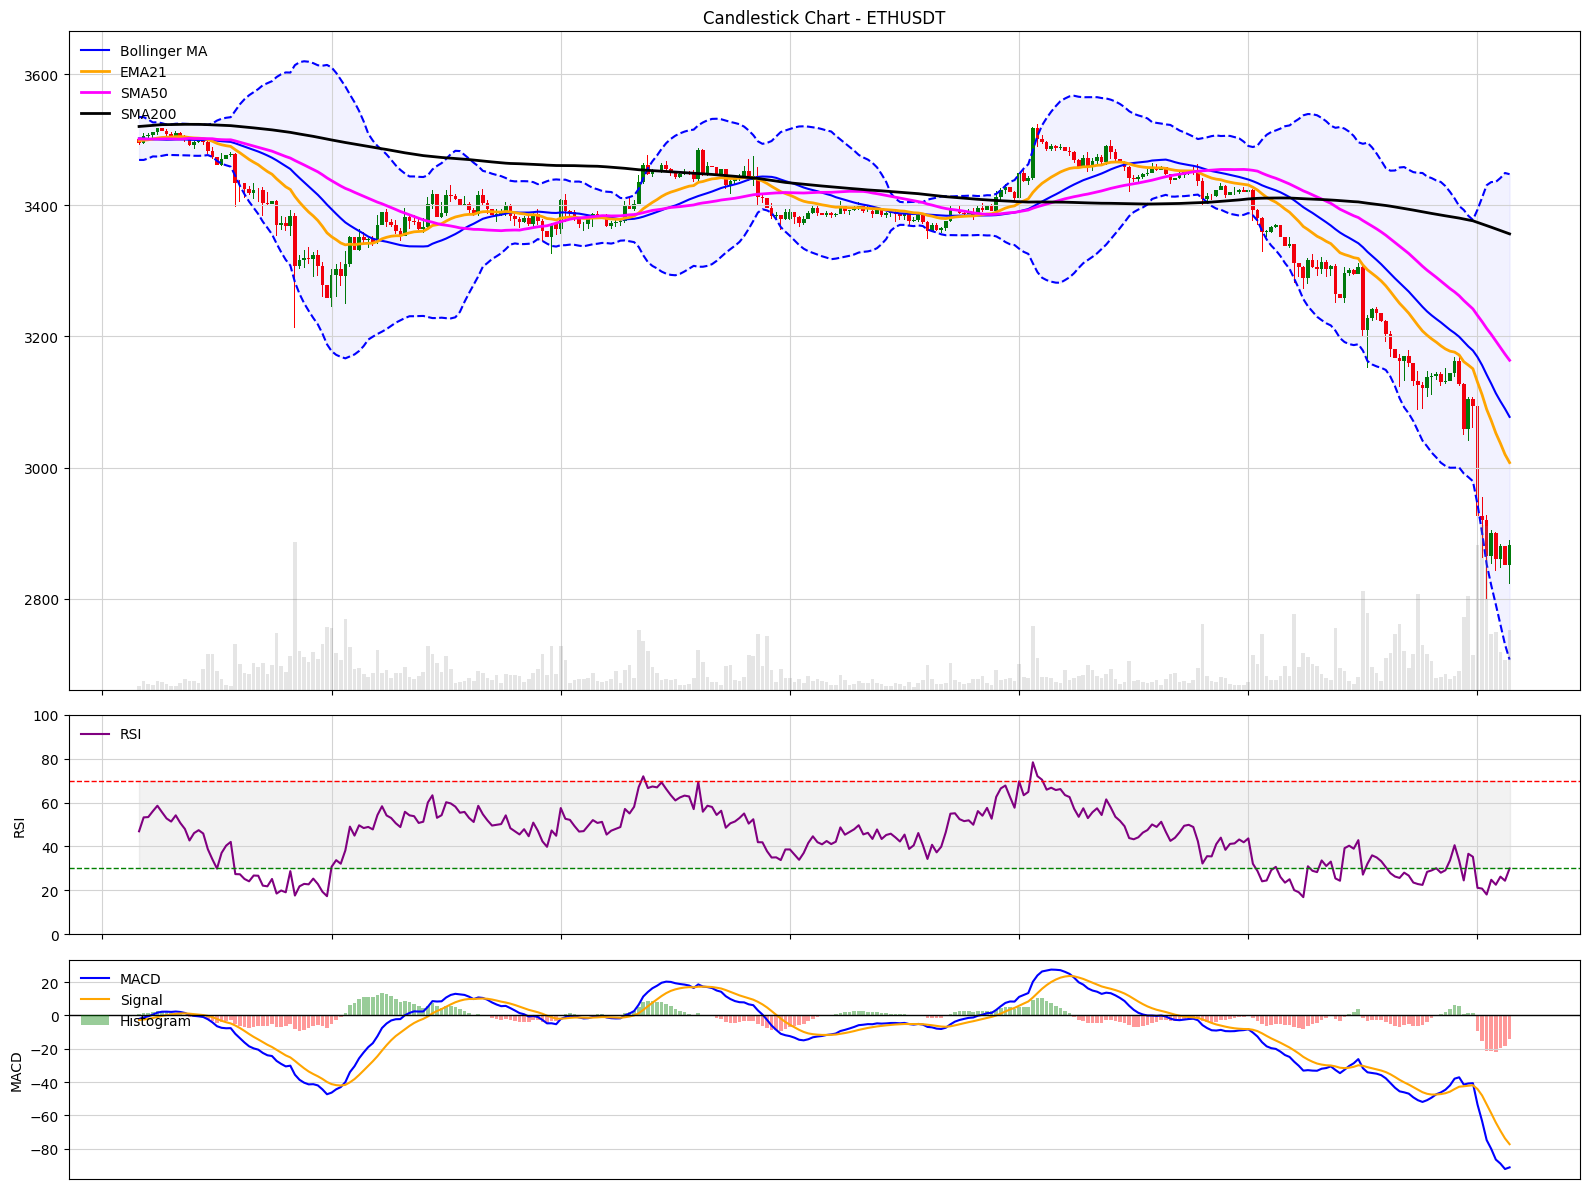 Candlestick Chart - ETHUSDT
Bollinger MA
EMA21
SMA50
SMA200
3600
3400
3200
3000
2800
RSI
100
80
60
40
20
0
RSI
MACD
Signal
Histogram
20
0
−20
−40
−60
−80
MACD